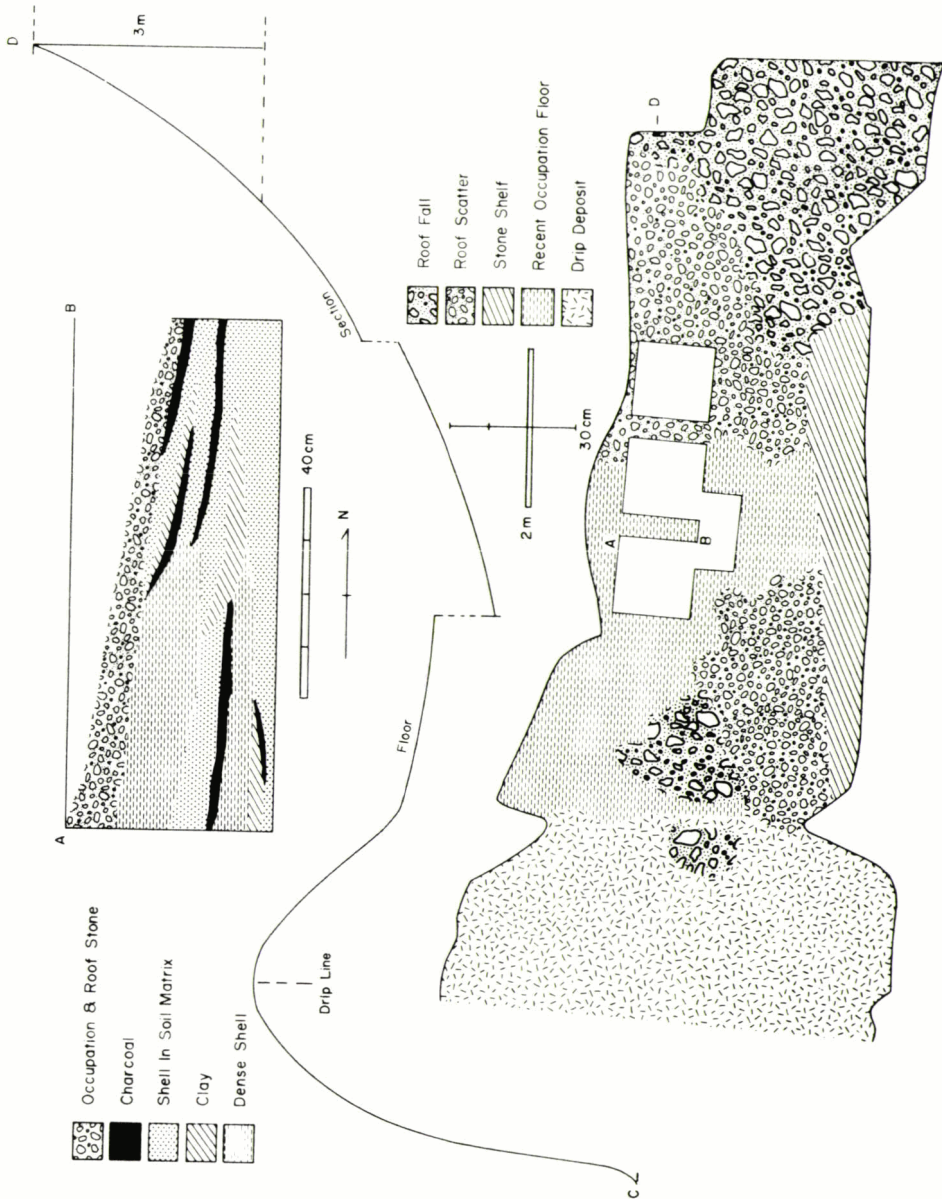 Occupation & Roof Stone
Charcoal
Shell In Soil Matrix
Clay
Dense Shell
A
B
40cm
N
D
3m
Section
Floor
Drip Line
C
Roof Fall
Roof Scatter
Stone Shelf
Recent Occupation Floor
Drip Deposit
2m
30cm
A
B
D